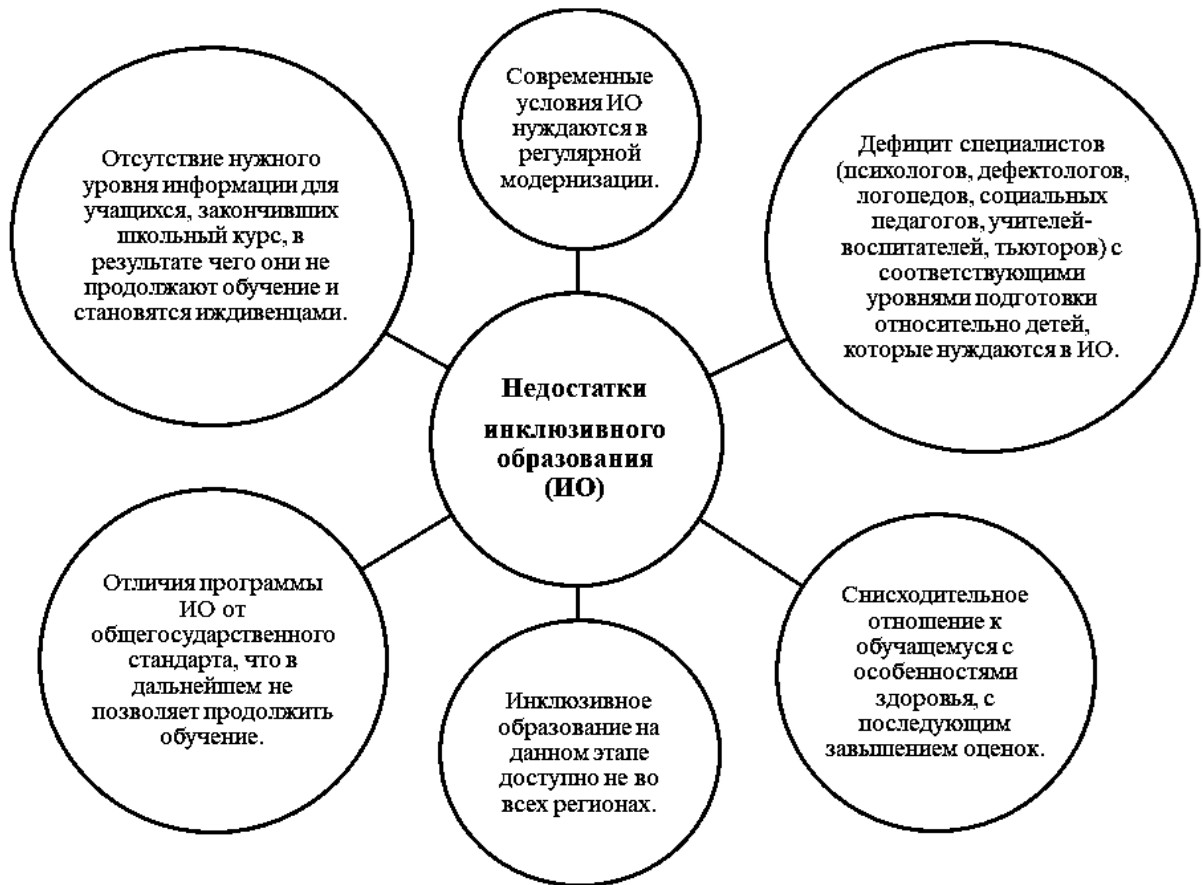 Современные
условия ИО
нуждаются в
регулярной
модернизации.
Отсутствие нужного
уровня информации для
учащихся, закончивших
школьный курс, в
результате чего они не
продолжают обучение и
становятся иждивенцами.
Дефицит специалистов
(психологов, дефектологов,
логопедов, социальных
педагогов, учителей-
воспитателей, тьюторов) с
соответствующими
уровнями подготовки
относительно детей,
которые нуждаются в ИО.
Недостатки
инклюзивного
образования
(ИО)
Отличия программы
ИО от
общегосударственного
стандарта, что в
дальнейшем не
позволяет продолжить
обучение.
Инклюзивное
образование на
данном этапе
доступно не во
всех регионах.
Снисходительное
отношение к
обучащемуся с
особенностями
здоровья, с
последующим
завышением оценок.